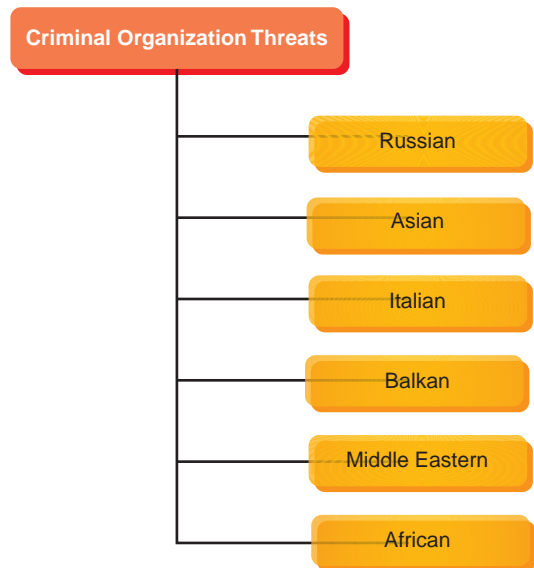 Criminal Organization Threats
Russian
Asian
Italian
Balkan
Middle Eastern
African